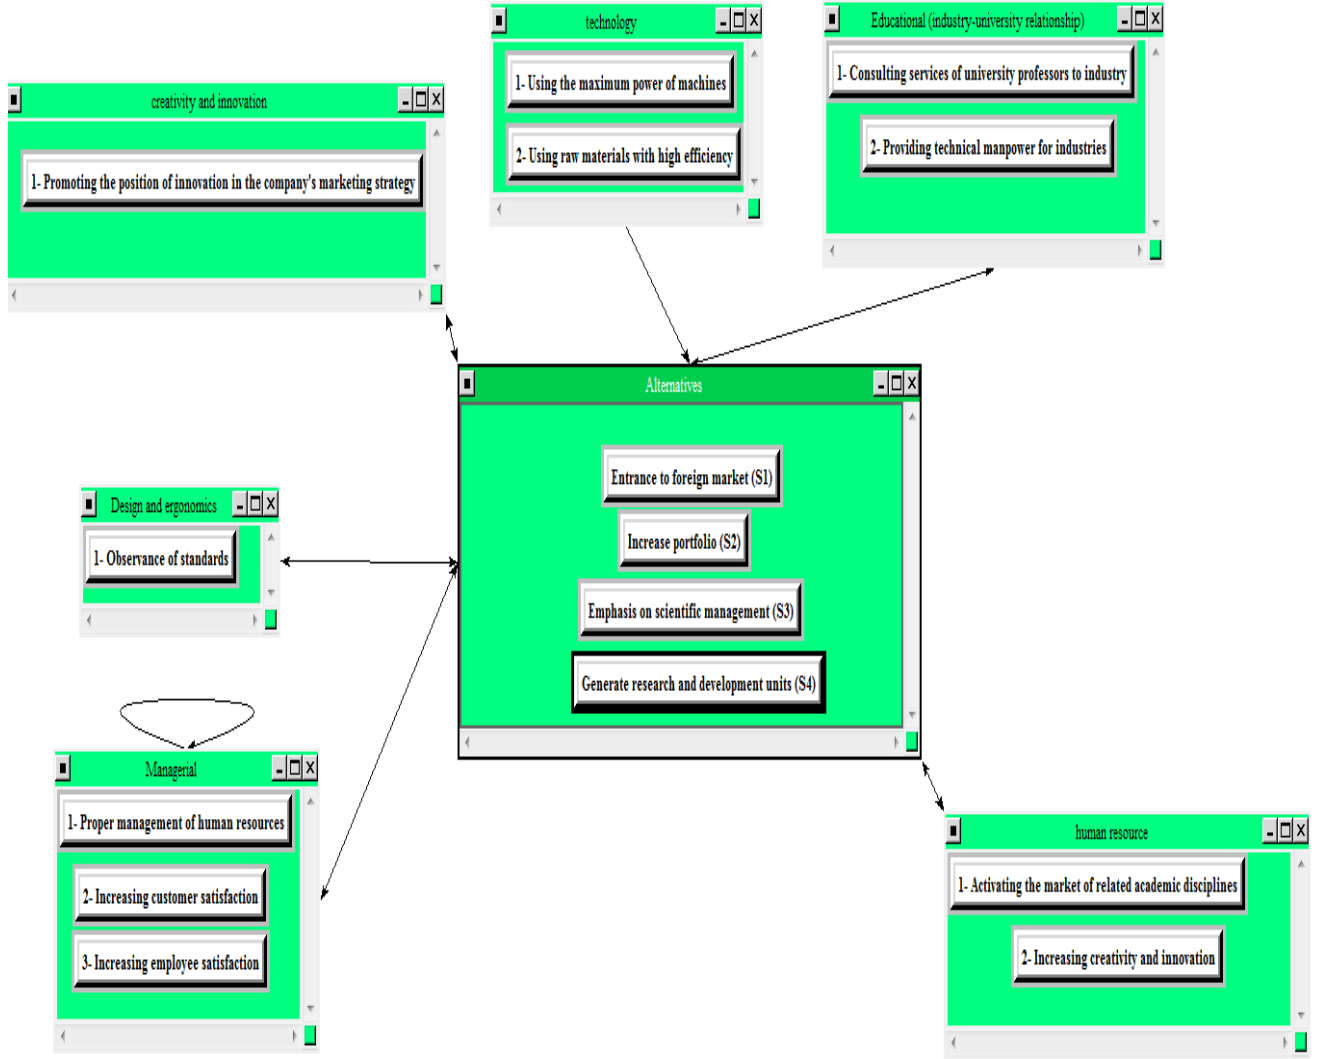 technology
1- Using the maximum power of machines
2- Using raw materials with high efficiency
Educational (industry-university relationship)
1- Consulting services of university professors to industry
2- Providing technical manpower for industries
creativity and innovation
1- Promoting the position of innovation in the company's marketing strategy
Alternatives
Entrance to foreign market (S1)
Increase portfolio (S2)
Emphasis on scientific management (S3)
Generate research and development units (S4)
Design and ergonomics
1- Observance of standards
Managerial
1- Proper management of human resources
2- Increasing customer satisfaction
3- Increasing employee satisfaction
human resource
1- Activating the market of related academic disciplines
2- Increasing creativity and innovation